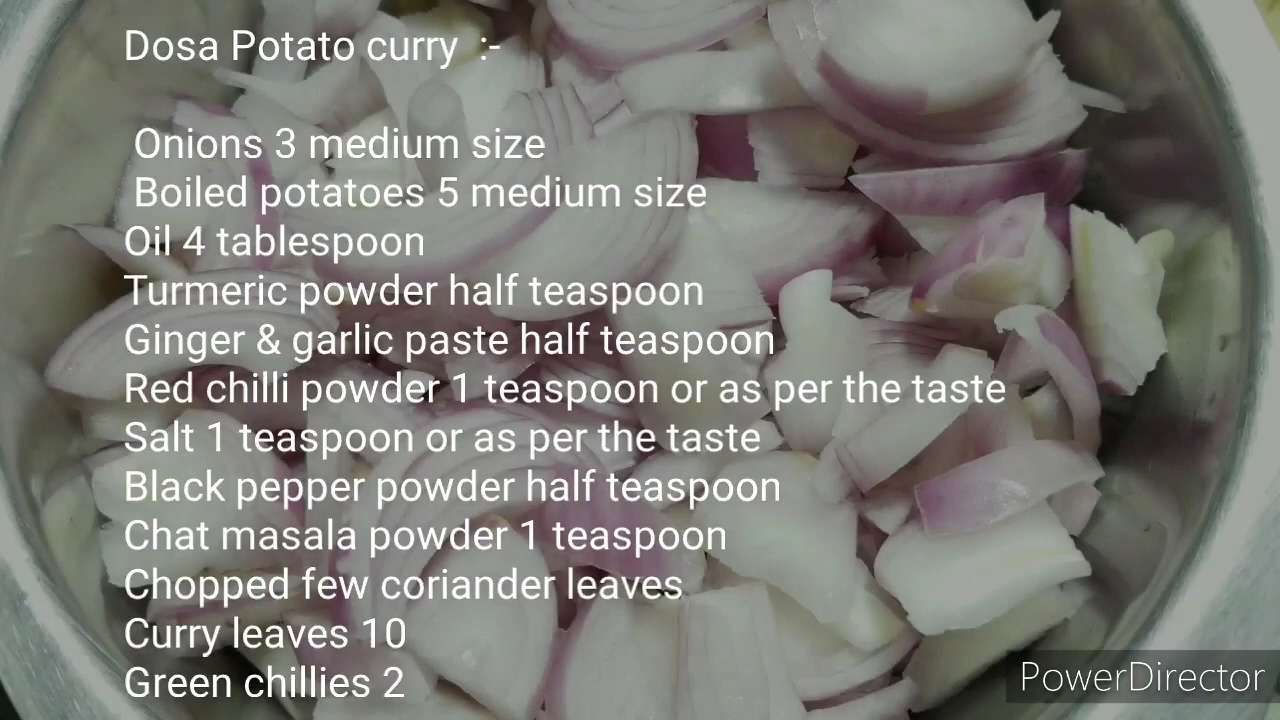 Dosa Potato curry :-
Onions 3 medium size
Boiled potatoes 5 medium size
Oil 4 tablespoon
Turmeric powder half teaspoon
Ginger & garlic paste half teaspoon
Red chilli powder 1 teaspoon or as per the taste
Salt 1 teaspoon or as per the taste
Black pepper powder half teaspoon
Chat masala powder 1 teaspoon
Chopped few coriander leaves
Curry leaves 10
Green chillies 2
PowerDirector